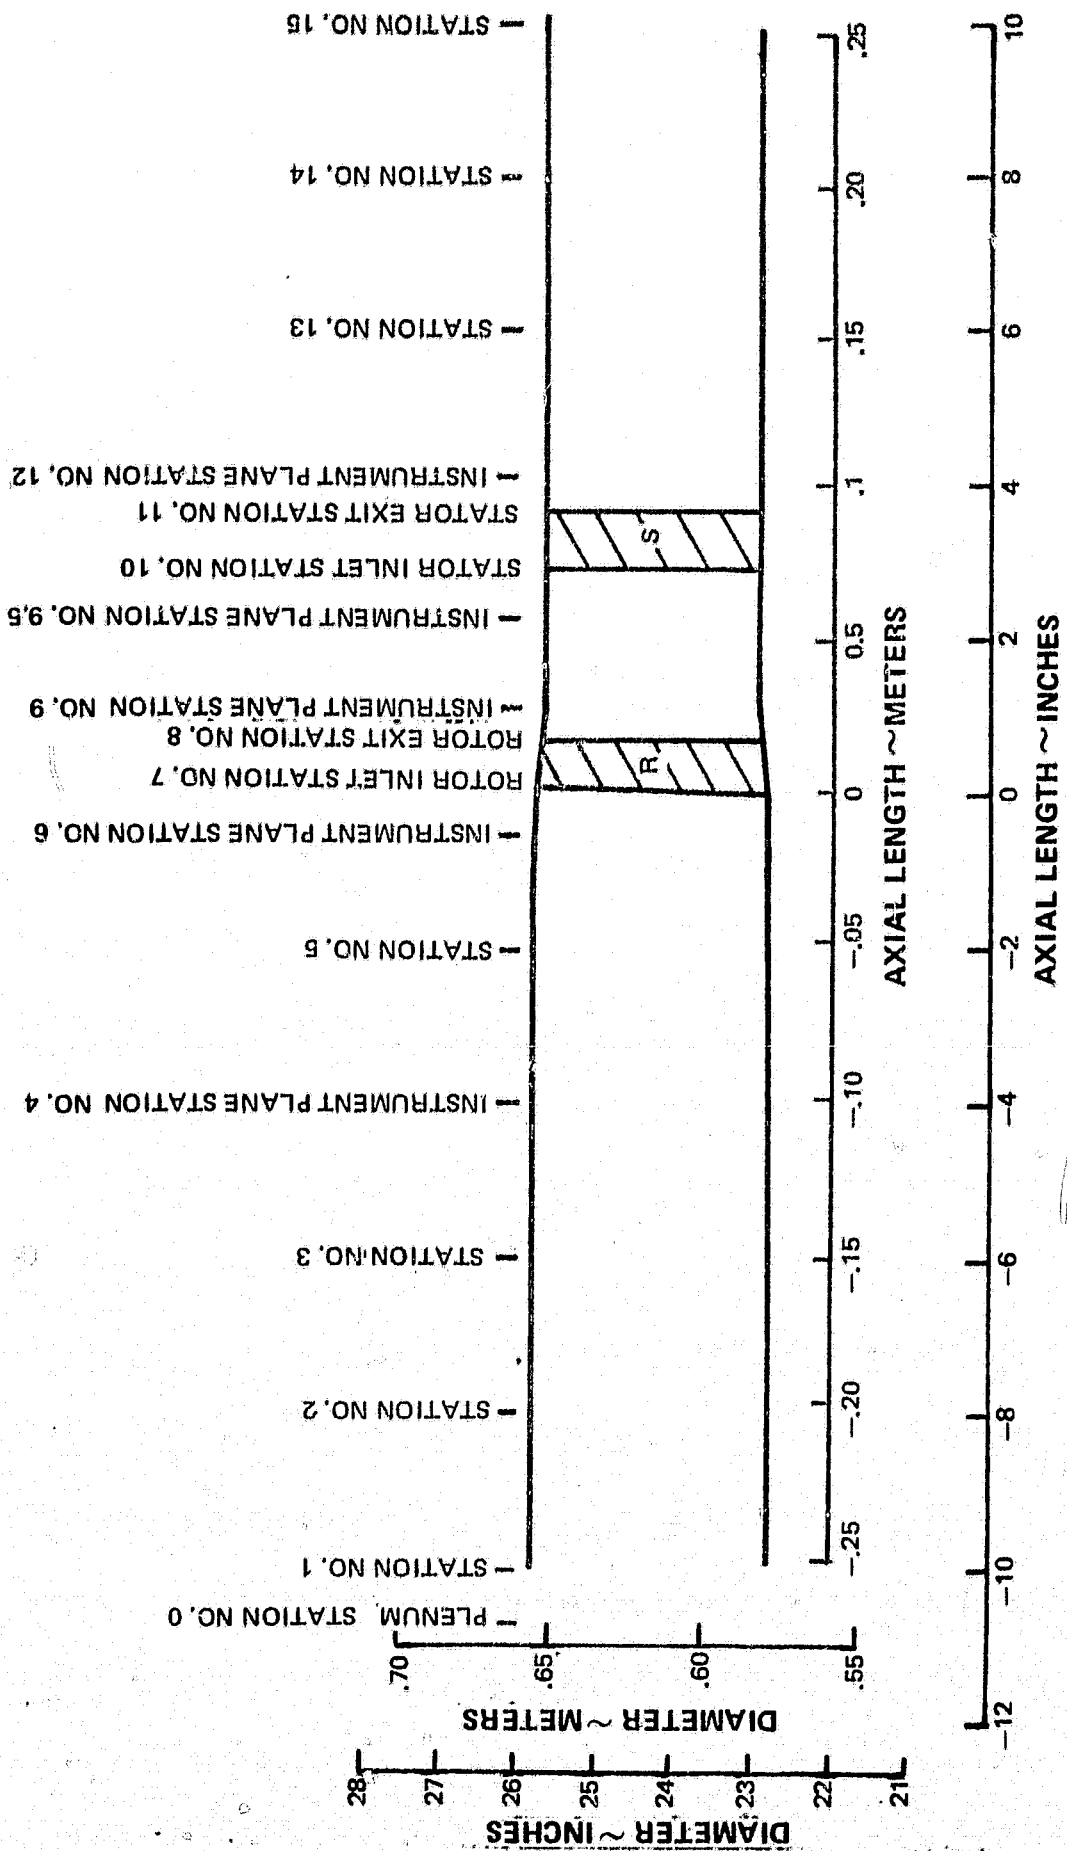 PLENUM STATION NO. 0
STATION NO. 1
STATION NO. 2
STATION NO. 3
INSTRUMENT PLANE STATION NO. 4
STATION NO. 5
INSTRUMENT PLANE STATION NO. 6
ROTOR INLET STATION NO. 7
ROTOR EXIT STATION NO. 8
INSTRUMENT PLANE STATION NO. 9
INSTRUMENT PLANE STATION NO. 9.5
STATOR INLET STATION NO. 10
STATOR EXIT STATION NO. 11
INSTRUMENT PLANE STATION NO. 12
STATION NO. 13
STATION NO. 14
STATION NO. 15
R
S
DIAMETER ~ INCHES
28
27
26
25
24
23
22
21
DIAMETER ~ METERS
.70
.65
.60
.55
-.25 -.20 -.15 -.10 -.05 0 0.5 .1 .15 .20 .25
AXIAL LENGTH ~METERS
-12 -10 -8 -6 -4 -2 0 2 4 6 8 10
AXIAL LENGTH ~INCHES